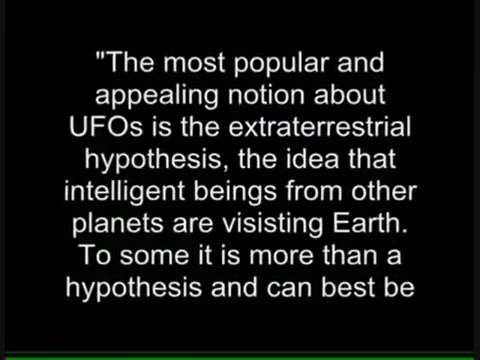 "The most popular and
appealing notion about
UFOs is the extraterrestrial
hypothesis, the idea that
intelligent beings from other
planets are visisting Earth.
To some it is more than a
hypothesis and can best be